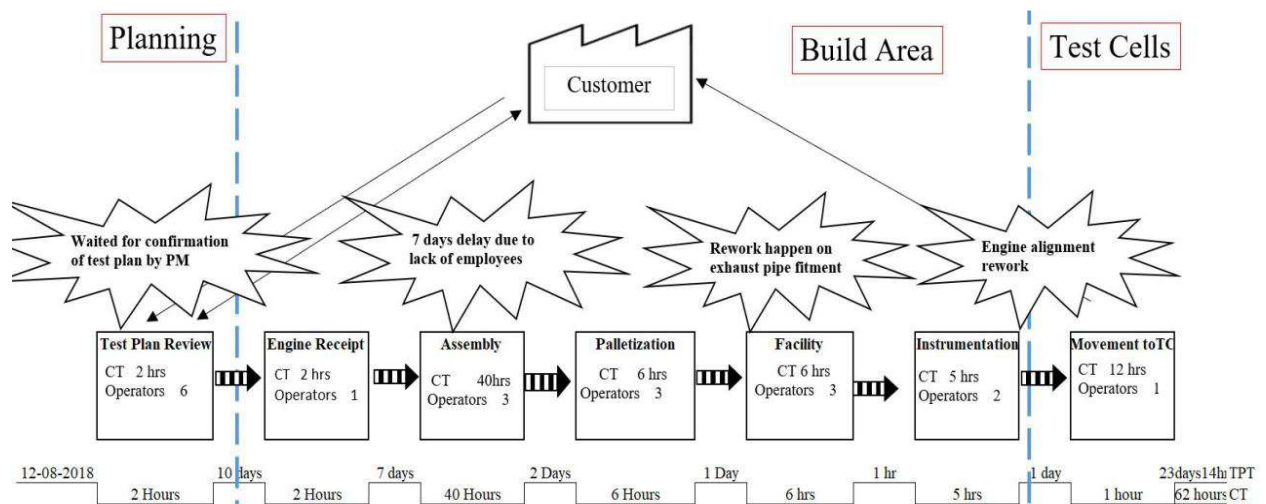 Planning
Build Area
Test Cells
Customer
Waited for confirmation
of test plan by PM
7 days delay due to
lack of employees
Rework happen on
exhaust pipe fitment
Engine alignment
rework
Test Plan Review
CT 2 hrs
Operators 6
Engine Receipt
CT 2 hrs
Operators 1
Assembly
CT 40hrs
Operators 3
Palletization
CT 6 hrs
Operators 3
Facility
CT 6 hrs
Operators 3
Instrumentation
CT 5 hrs
Operators 2
Movement toTC
CT 12 hrs
Operators 1
12-08-2018 10 days 7 days 2 Days 1 Day 1 hr 1 day 23days14hr TPT
2 Hours 2 Hours 40 Hours 6 Hours 6 hrs 5 hrs 1 hour 62 hours CT